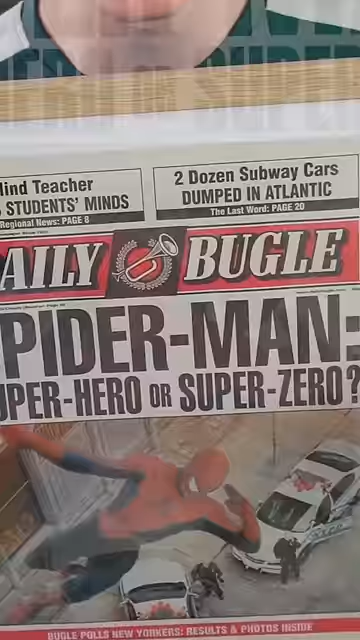 lind Teacher
STUDENTS' MINDS
Regional News: PAGE 8
2 Dozen Subway Cars
DUMPED IN ATLANTIC
The Last Word: PAGE 20
AILY BUGLE
PIDER-MAN:
UPER-HERO OR SUPER-ZERO?
BUGLE POLLS NEW YORKERS: RESULTS & PHOTOS INSIDE